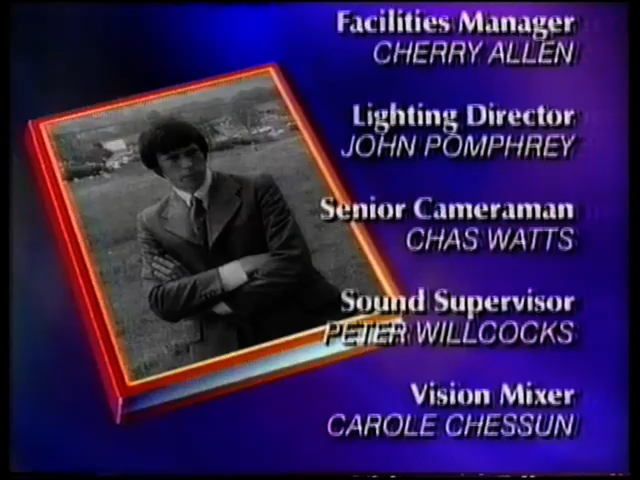 Facilities Manager
CHERRY ALLEN
Lighting Director
JOHN POMPHREY
Senior Cameraman
CHAS WATTS
Sound Supervisor
PETER WILLCOCKS
Vision Mixer
CAROLE CHESSUN